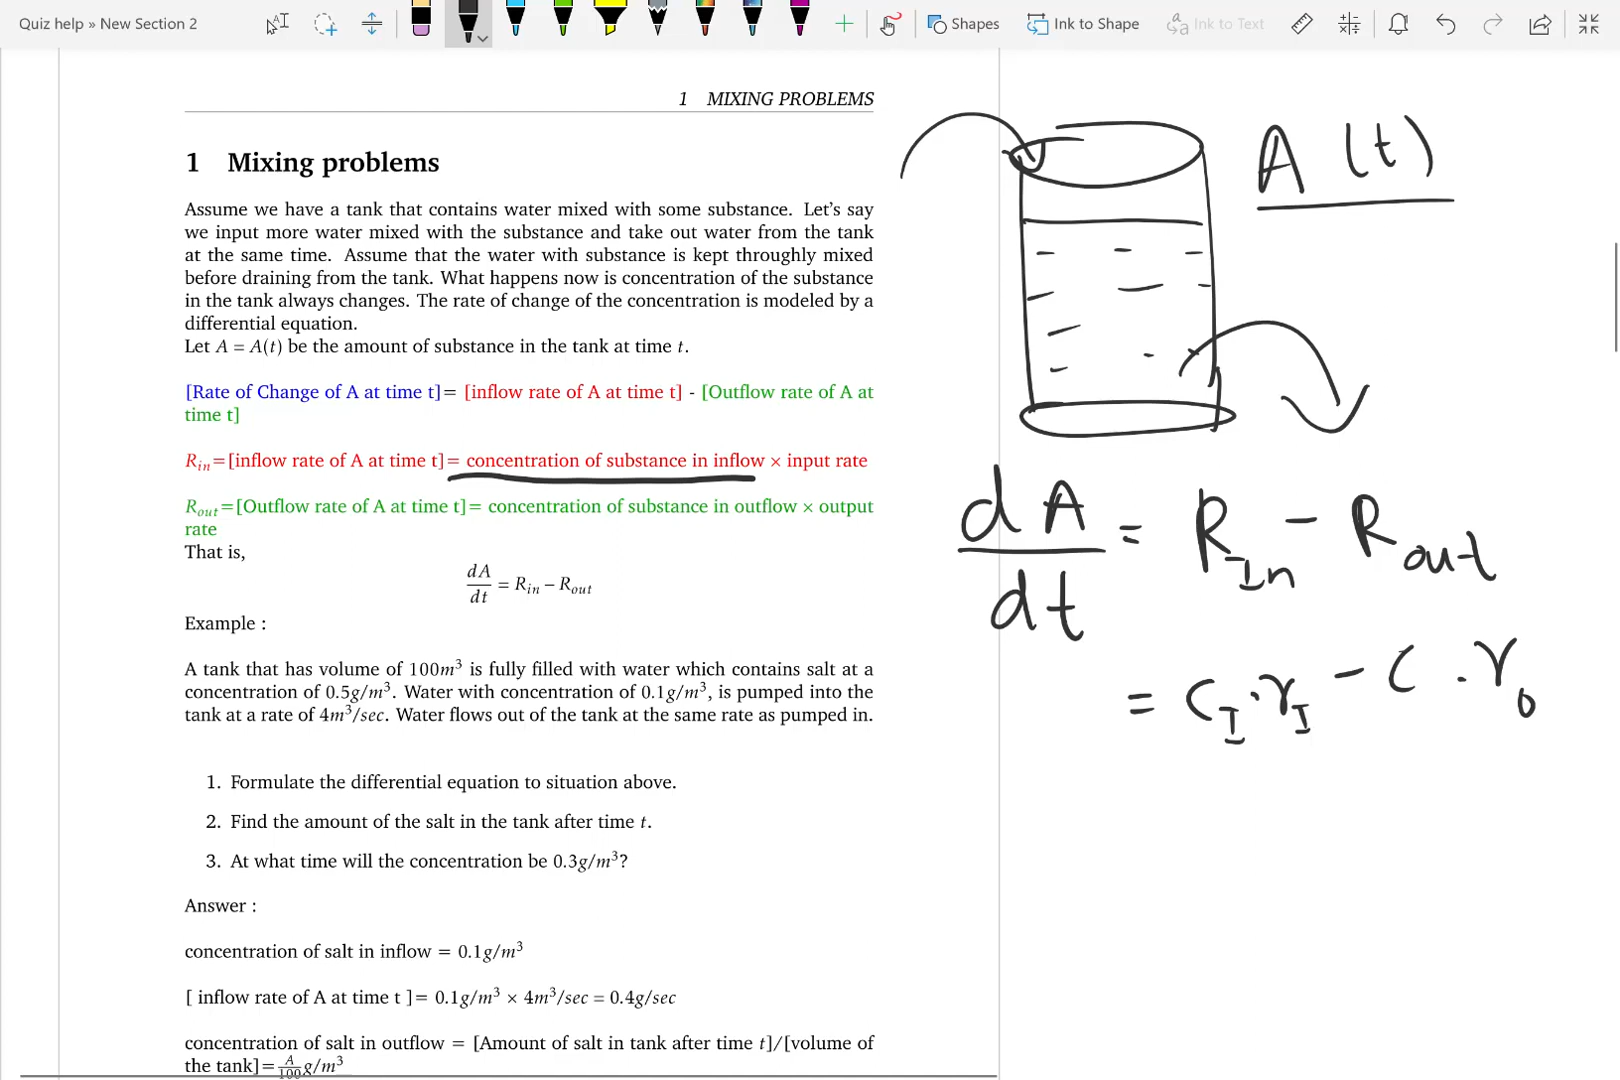 Quiz help » New Section 2
Shapes
Ink to Shape
Ink to Text
1 MIXING PROBLEMS
1 Mixing problems
Assume we have a tank that contains water mixed with some substance. Let's say
we input more water mixed with the substance and take out water from the tank
at the same time. Assume that the water with substance is kept throughly mixed
before draining from the tank. What happens now is concentration of the substance
in the tank always changes. The rate of change of the concentration is modeled by a
differential equation.
Let A = A(t) be the amount of substance in the tank at time t.
[Rate of Change of A at time t]= [inflow rate of A at time t] - [Outflow rate of A at
time t]
R_in=[inflow rate of A at time t]= concentration of substance in inflow × input rate
R_out=[Outflow rate of A at time t]= concentration of substance in outflow × output
rate
That is,
dA/dt = R_in − R_out
Example :
A tank that has volume of 100m³ is fully filled with water which contains salt at a
concentration of 0.5g/m³. Water with concentration of 0.1g/m³, is pumped into the
tank at a rate of 4m³/sec. Water flows out of the tank at the same rate as pumped in.
1. Formulate the differential equation to situation above.
2. Find the amount of the salt in the tank after time t.
3. At what time will the concentration be 0.3g/m³?
Answer :
concentration of salt in inflow = 0.1g/m³
[ inflow rate of A at time t ]= 0.1g/m³ × 4m³/sec = 0.4g/sec
concentration of salt in outflow = [Amount of salt in tank after time t]/[volume of
the tank]= A/100 g/m³
A(t)
dA/dt = R_In − R_out
= C_I · r_I − C · r_o